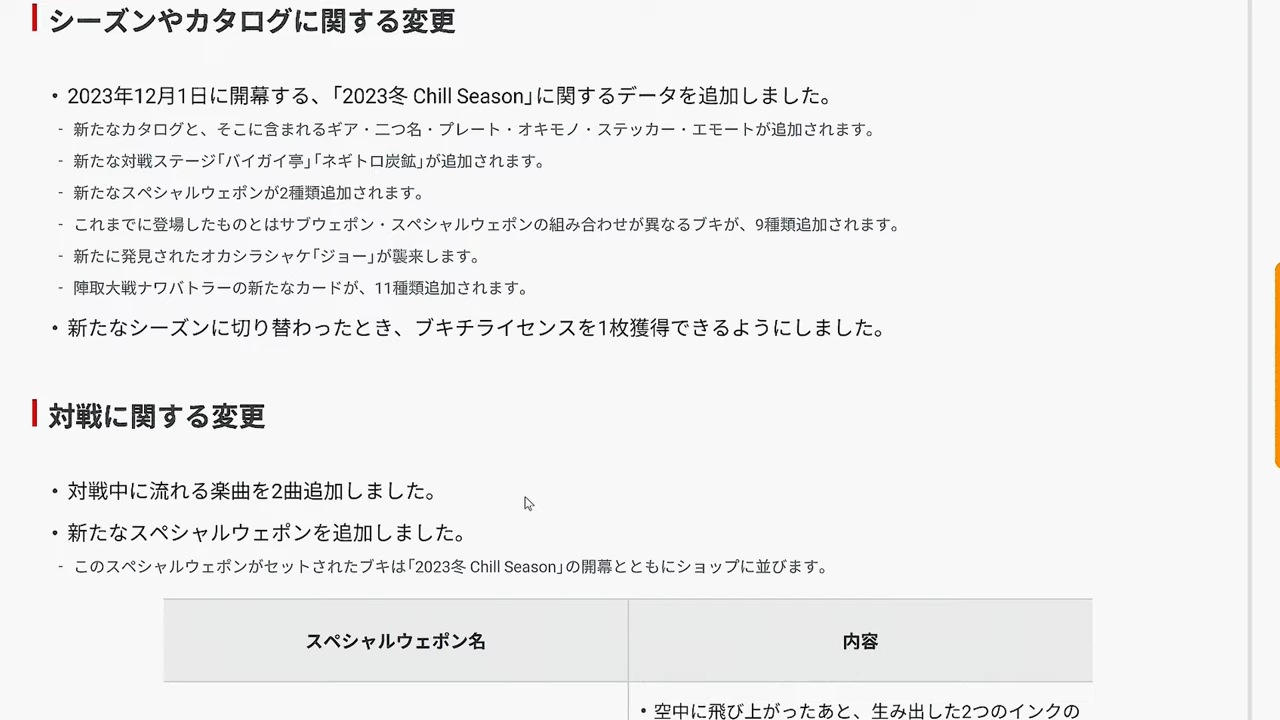 シーズンやカタログに関する変更
・2023年12月1日に開幕する、「2023冬 Chill Season」に関するデータを追加しました。
- 新たなカタログと、そこに含まれるギア・二つ名・プレート・オキモノ・ステッカー・エモートが追加されます。
- 新たな対戦ステージ「バイガイ亭」「ネギトロ炭鉱」が追加されます。
- 新たなスペシャルウェポンが2種類追加されます。
- これまでに登場したものとはサブウェポン・スペシャルウェポンの組み合わせが異なるブキが、9種類追加されます。
- 新たに発見されたオカシラシャケ「ジョー」が襲来します。
- 陣取大戦ナワバトラーの新たなカードが、11種類追加されます。
・新たなシーズンに切り替わったとき、ブキチライセンスを1枚獲得できるようにしました。
対戦に関する変更
・対戦中に流れる楽曲を2曲追加しました。
・新たなスペシャルウェポンを追加しました。
- このスペシャルウェポンがセットされたブキは「2023冬 Chill Season」の開幕とともにショップに並びます。
スペシャルウェポン名
内容
・空中に飛び上がったあと、生み出した2つのインクの